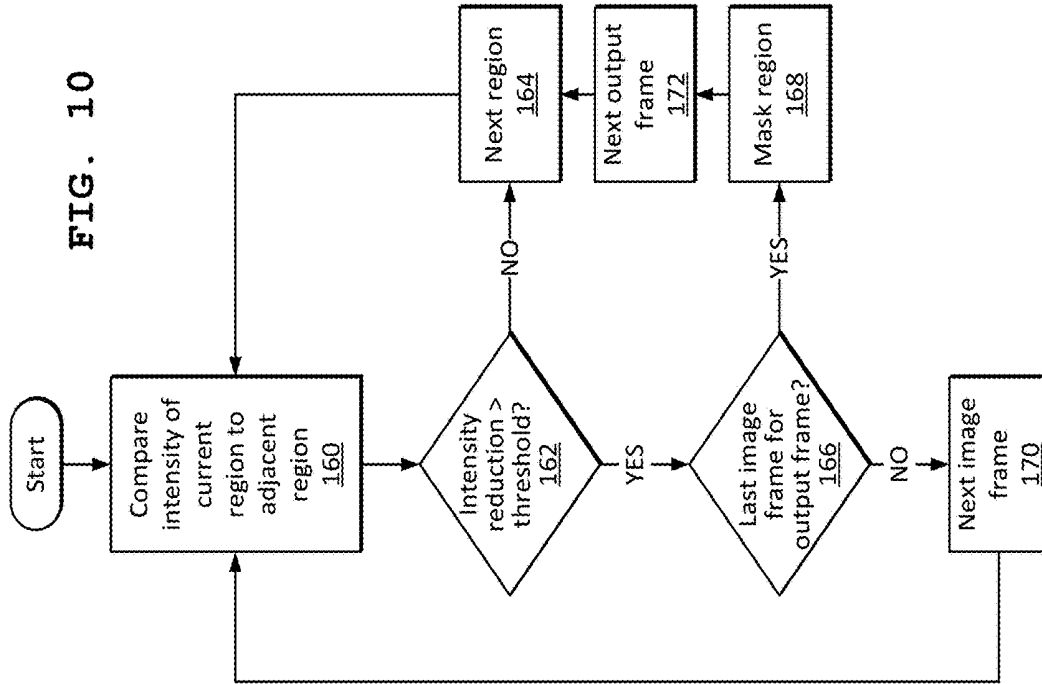 FIG. 10
Start
Compare
intensity of
current
region to
adjacent
region
160
Intensity
reduction >
threshold?
162
NO
Next region
164
YES
Last image
frame for
output frame?
166
YES
Mask region
168
Next output
frame
172
NO
Next image
frame
170